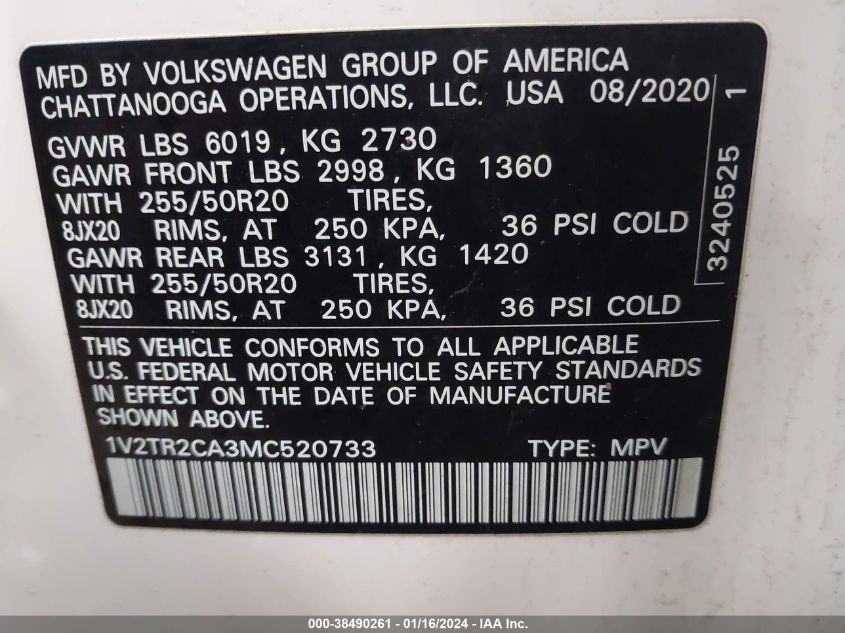 MFD BY VOLKSWAGEN GROUP OF AMERICA
CHATTANOOGA OPERATIONS, LLC. USA 08/2020
GVWR LBS 6019, KG 2730
GAWR FRONT LBS 2998, KG 1360
WITH 255/50R20 TIRES,
8JX20 RIMS, AT 250 KPA, 36 PSI COLD
GAWR REAR LBS 3131, KG 1420
WITH 255/50R20 TIRES,
8JX20 RIMS, AT 250 KPA, 36 PSI COLD
THIS VEHICLE CONFORMS TO ALL APPLICABLE
U.S. FEDERAL MOTOR VEHICLE SAFETY STANDARDS
IN EFFECT ON THE DATE OF MANUFACTURE
SHOWN ABOVE.
1V2TR2CA3MC520733 TYPE: MPV
3240525 1
000-38490261 - 01/16/2024 - IAA Inc.